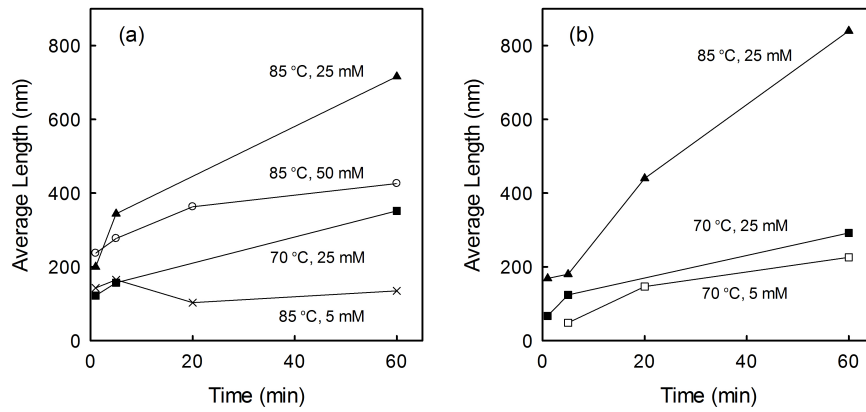 (a)
800
600
400
200
0
Average Length (nm)
85 °C, 25 mM
85 °C, 50 mM
70 °C, 25 mM
85 °C, 5 mM
0 20 40 60
Time (min)
(b)
800
600
400
200
0
Average Length (nm)
85 °C, 25 mM
70 °C, 25 mM
70 °C, 5 mM
0 20 40 60
Time (min)